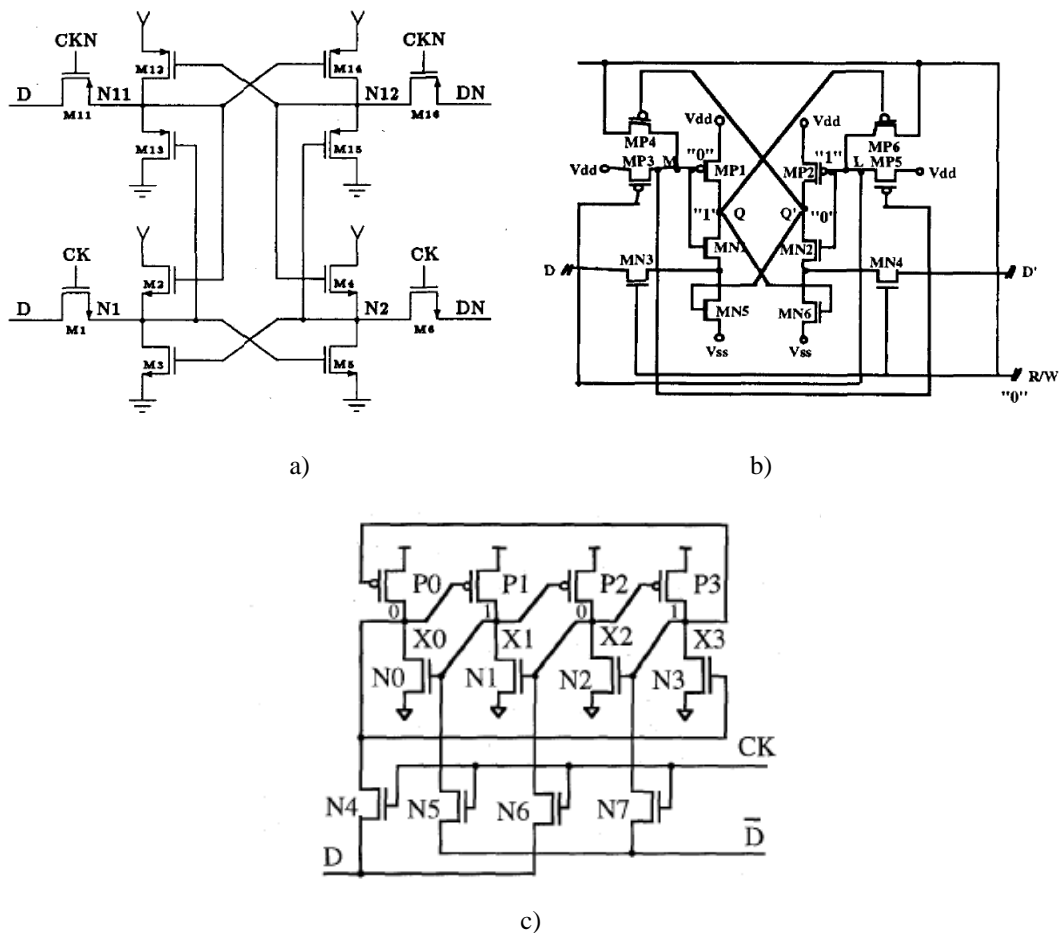 CKN
CKN
M12
M14
D
N11
N12
DN
M11
M16
M13
M15
CK
CK
M2
M4
D
N1
N2
DN
M1
M6
M3
M5
a)
Vdd
Vdd
MP4
MP6
"0"
"1"
MP3
M
L
MP5
Vdd
MP1
MP2
Vdd
"1"
Q
Q'
"0"
MN2
D
MN3
MN4
D'
MN5
MN6
Vss
Vss
R/W
"0"
b)
P0
P1
P2
P3
0
1
0
1
X0
X1
X2
X3
N0
N1
N2
N3
CK
N4
N5
N6
N7
D
D
c)